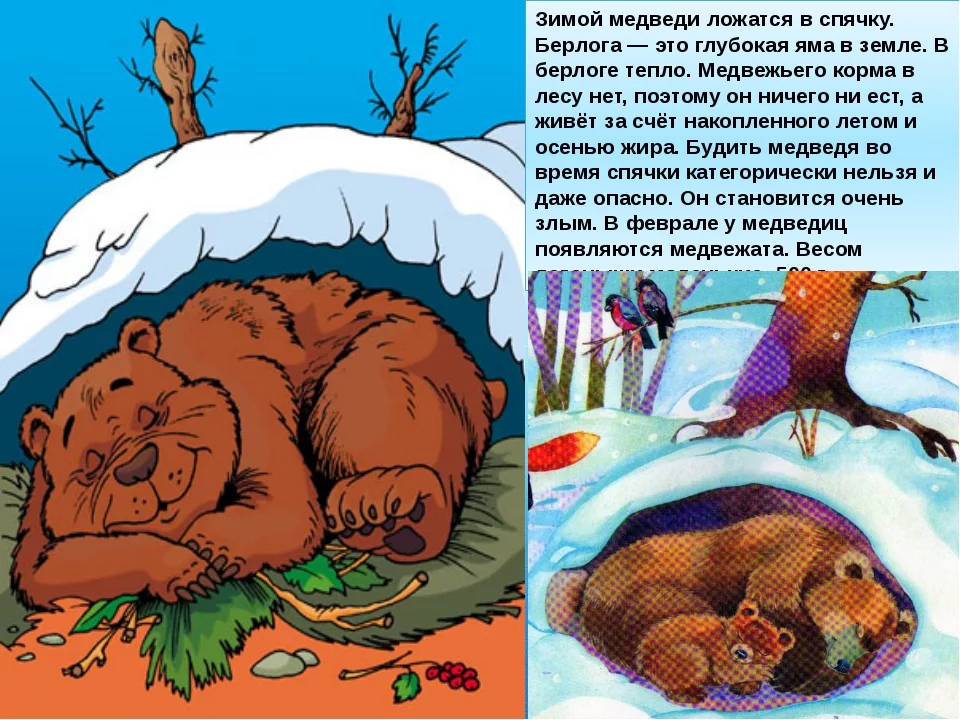 Зимой медведи ложатся в спячку.
Берлога — это глубокая яма в земле. В
берлоге тепло. Медвежьего корма в
лесу нет, поэтому он ничего ни ест, а
живёт за счёт накопленного летом и
осенью жира. Будить медведя во
время спячки категорически нельзя и
даже опасно. Он становится очень
злым. В феврале у медведиц
появляются медвежата. Весом